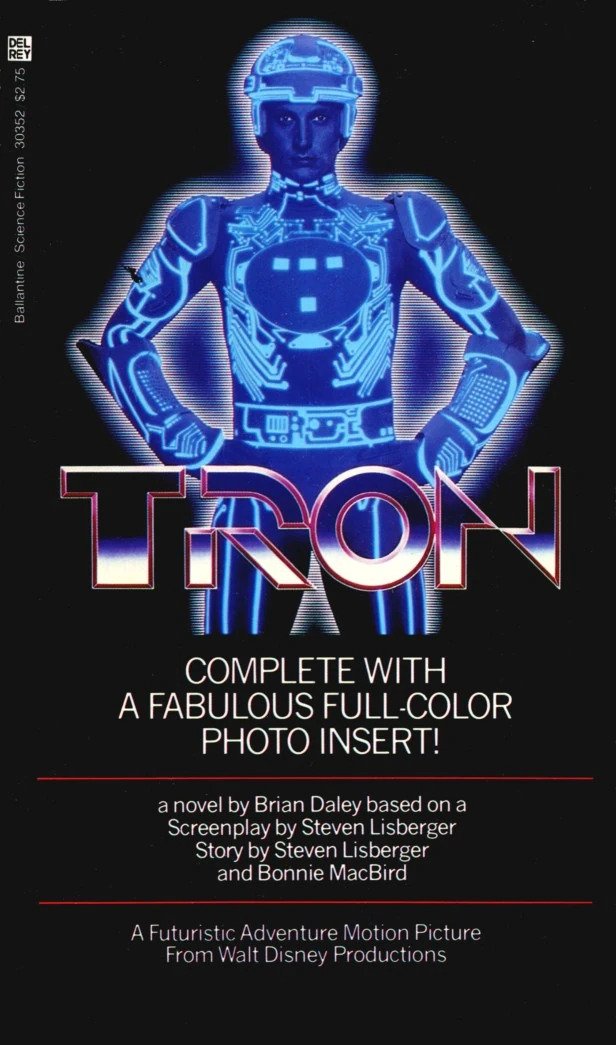 DEL
REY
Ballantine Science Fiction 30352 $2.75
TRON
COMPLETE WITH
A FABULOUS FULL-COLOR
PHOTO INSERT!
a novel by Brian Daley based on a
Screenplay by Steven Lisberger
Story by Steven Lisberger
and Bonnie MacBird
A Futuristic Adventure Motion Picture
From Walt Disney Productions